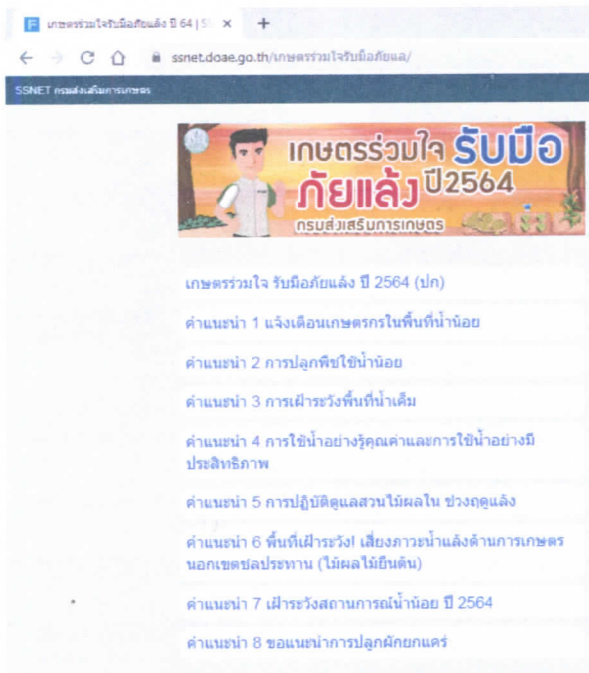 เกษตรร่วมใจรับมือภัยแล้ง ปี 64 | S
ssnet.doae.go.th/เกษตรร่วมใจรับมือภัยแล/
SSNET กรมส่งเสริมการเกษตร
เกษตรร่วมใจ รับมือ
ภัยแล้ง ปี2564
กรมส่งเสริมการเกษตร
เกษตรร่วมใจ รับมือภัยแล้ง ปี 2564 (ปก)
คำแนะนำ 1 แจ้งเตือนเกษตรกรในพื้นที่น้ำน้อย
คำแนะนำ 2 การปลูกพืชใช้น้ำน้อย
คำแนะนำ 3 การเฝ้าระวังพื้นที่น้ำเค็ม
คำแนะนำ 4 การใช้น้ำอย่างรู้คุณค่าและการใช้น้ำอย่างมี
ประสิทธิภาพ
คำแนะนำ 5 การปฏิบัติดูแลสวนไม้ผลใน ช่วงฤดูแล้ง
คำแนะนำ 6 พื้นที่เฝ้าระวัง! เสี่ยงภาวะน้ำแล้งด้านการเกษตร
นอกเขตชลประทาน (ไม้ผลไม้ยืนต้น)
คำแนะนำ 7 เฝ้าระวังสถานการณ์น้ำน้อย ปี 2564
คำแนะนำ 8 ขอแนะนำการปลูกผักยกแคร่